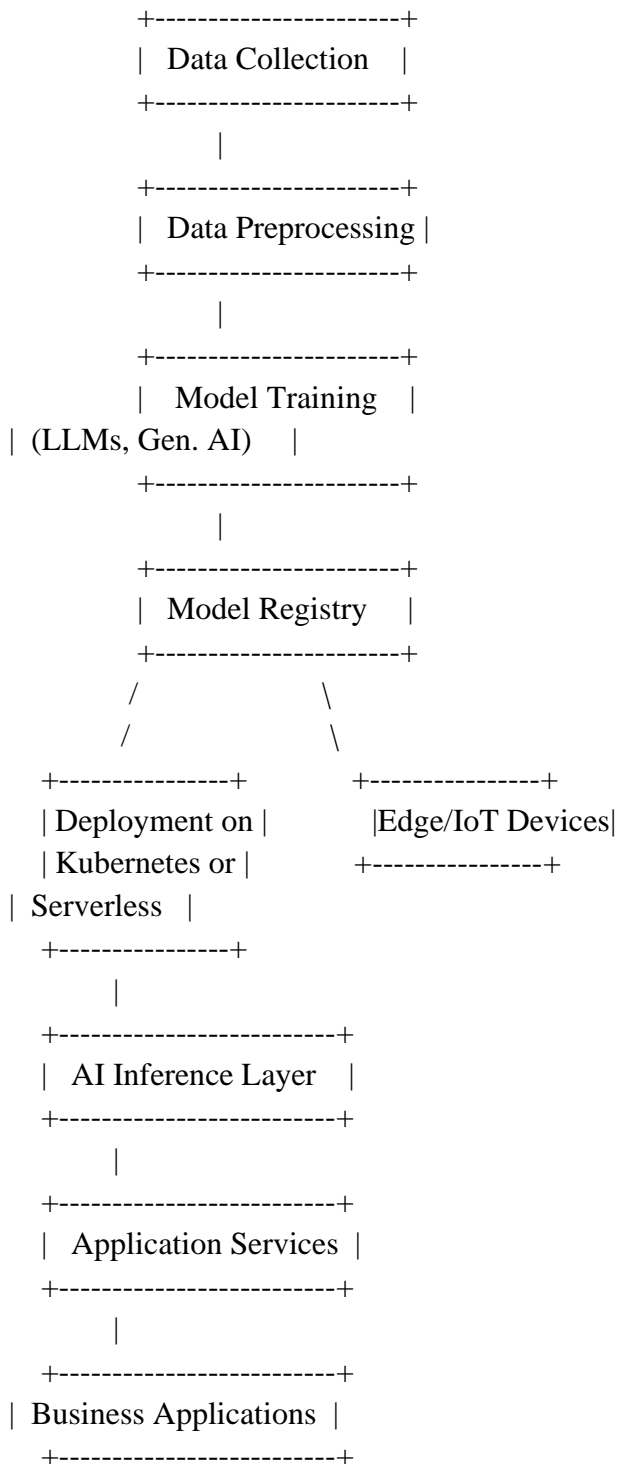 +-----------------------+
| Data Collection |
+-----------------------+
|
+-----------------------+
| Data Preprocessing |
+-----------------------+
|
+-----------------------+
| Model Training |
| (LLMs, Gen. AI) |
+-----------------------+
|
+-----------------------+
| Model Registry |
+-----------------------+
/ \
/ \
+----------------+ +----------------+
| Deployment on | |Edge/IoT Devices|
| Kubernetes or | +----------------+
| Serverless |
+----------------+
|
+--------------------------+
| AI Inference Layer |
+--------------------------+
|
+--------------------------+
| Application Services |
+--------------------------+
|
+--------------------------+
| Business Applications |
+--------------------------+